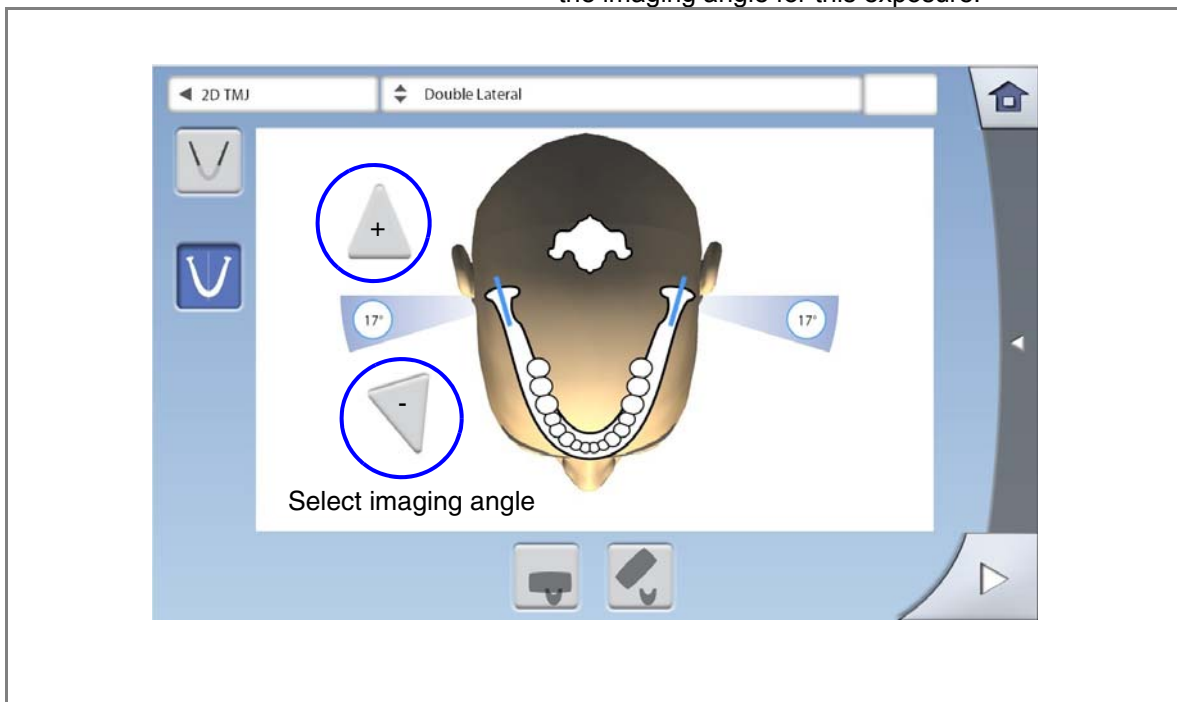 the imaging angle for this exposure.
2D TMJ
Double Lateral
+
17°
17°
-
Select imaging angle